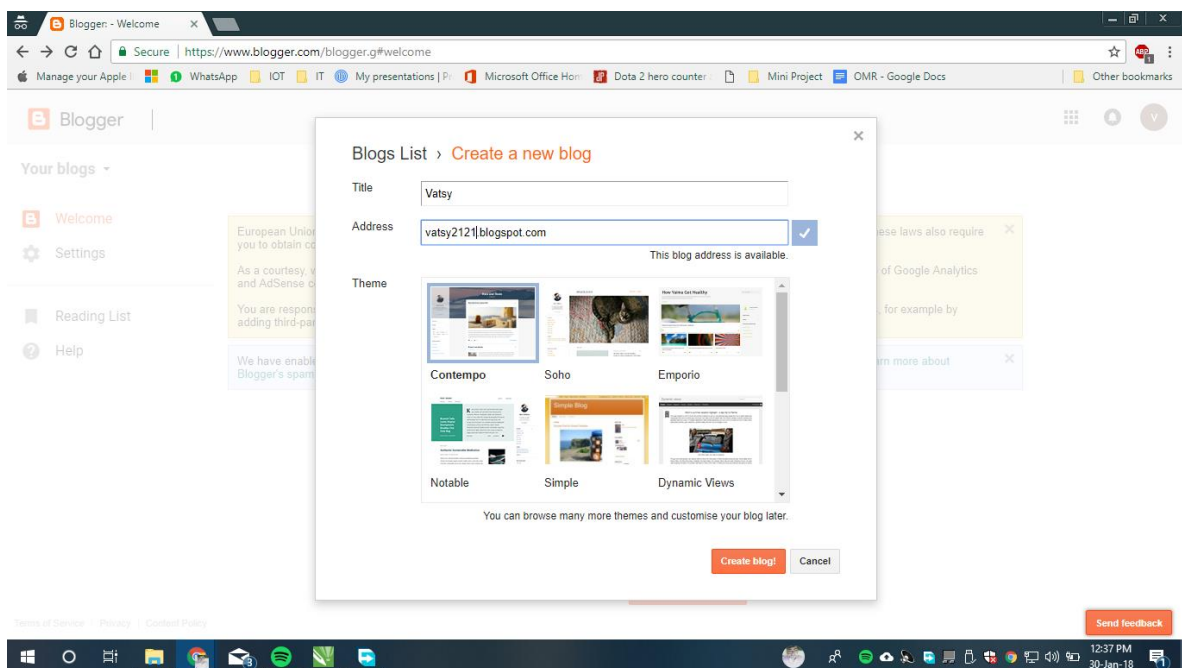 Blogger: - Welcome
Secure | https://www.blogger.com/blogger.g#welcome
Manage your Apple I
WhatsApp
IOT
IT
My presentations | Pr
Microsoft Office Hom
Dota 2 hero counter
Mini Project
OMR - Google Docs
Other bookmarks
Blogger
V
Your blogs
Welcome
Settings
Reading List
Help
European Union
you to obtain co
As a courtesy, w
and AdSense c
You are respon
adding third-par
ese laws also require
of Google Analytics
, for example by
We have enable
Blogger's spam
rn more about
Blogs List › Create a new blog
Title
Vatsy
Address
vatsy2121.blogspot.com
This blog address is available.
Theme
Contempo
Soho
Emporio
Simple Blog
Notable
Simple
Dynamic Views
You can browse many more themes and customise your blog later.
Create blog!
Cancel
Terms of Service
Privacy
Content Policy
Send feedback
12:37 PM
30-Jan-18